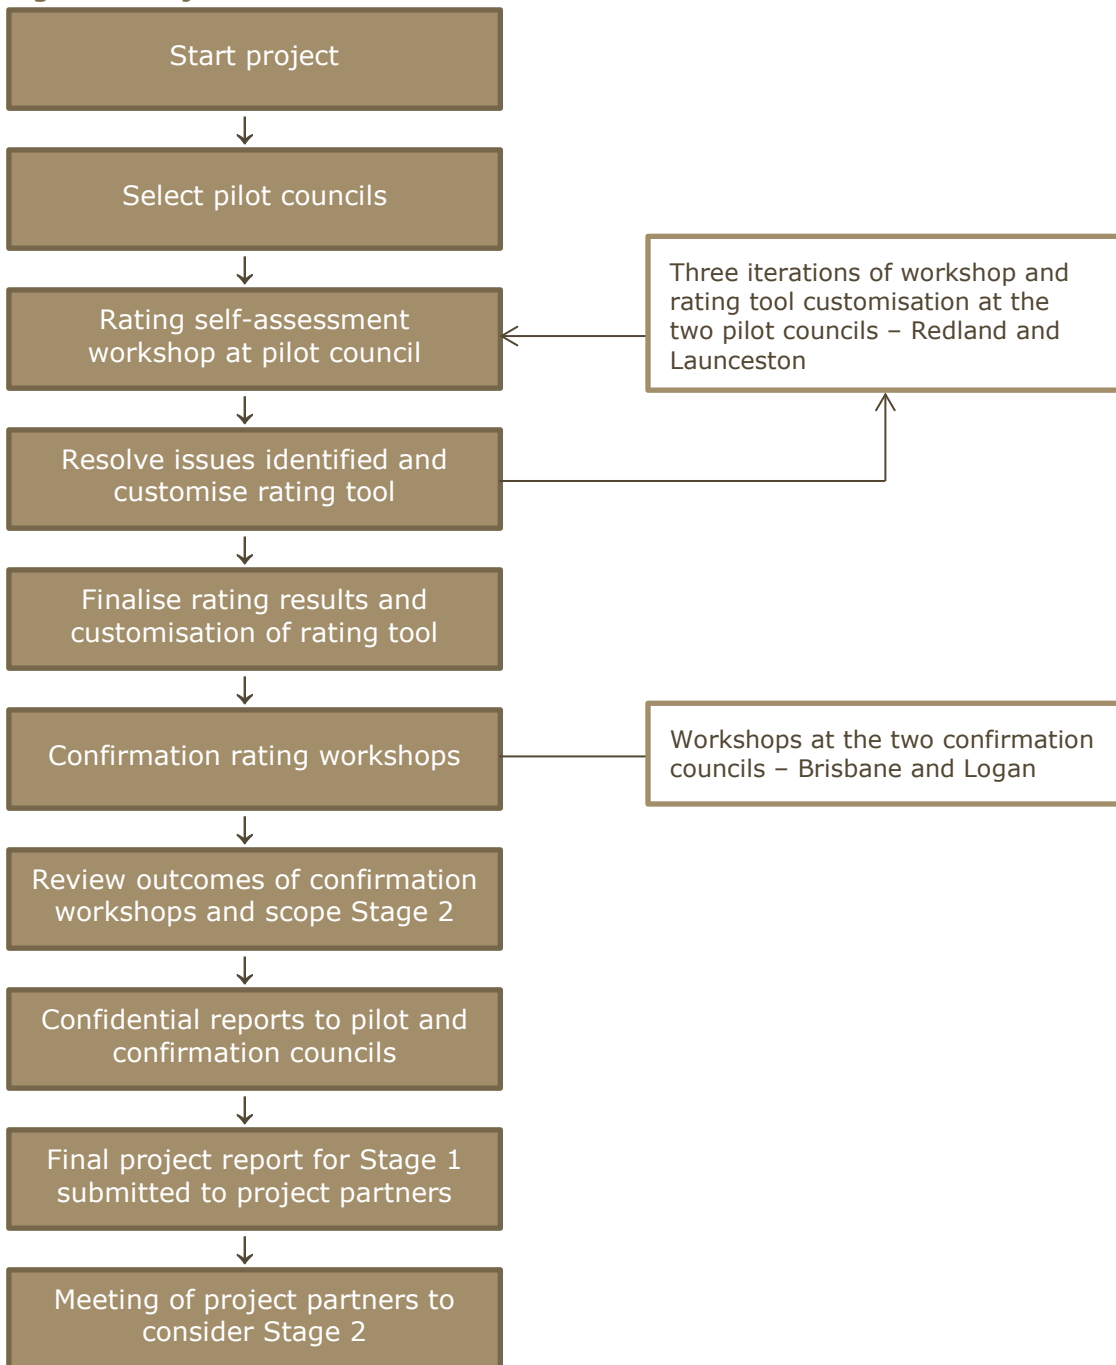 Start project
Select pilot councils
Rating self-assessment
workshop at pilot council
Three iterations of workshop and
rating tool customisation at the
two pilot councils – Redland and
Launceston
Resolve issues identified and
customise rating tool
Finalise rating results and
customisation of rating tool
Confirmation rating workshops
Workshops at the two confirmation
councils – Brisbane and Logan
Review outcomes of confirmation
workshops and scope Stage 2
Confidential reports to pilot and
confirmation councils
Final project report for Stage 1
submitted to project partners
Meeting of project partners to
consider Stage 2